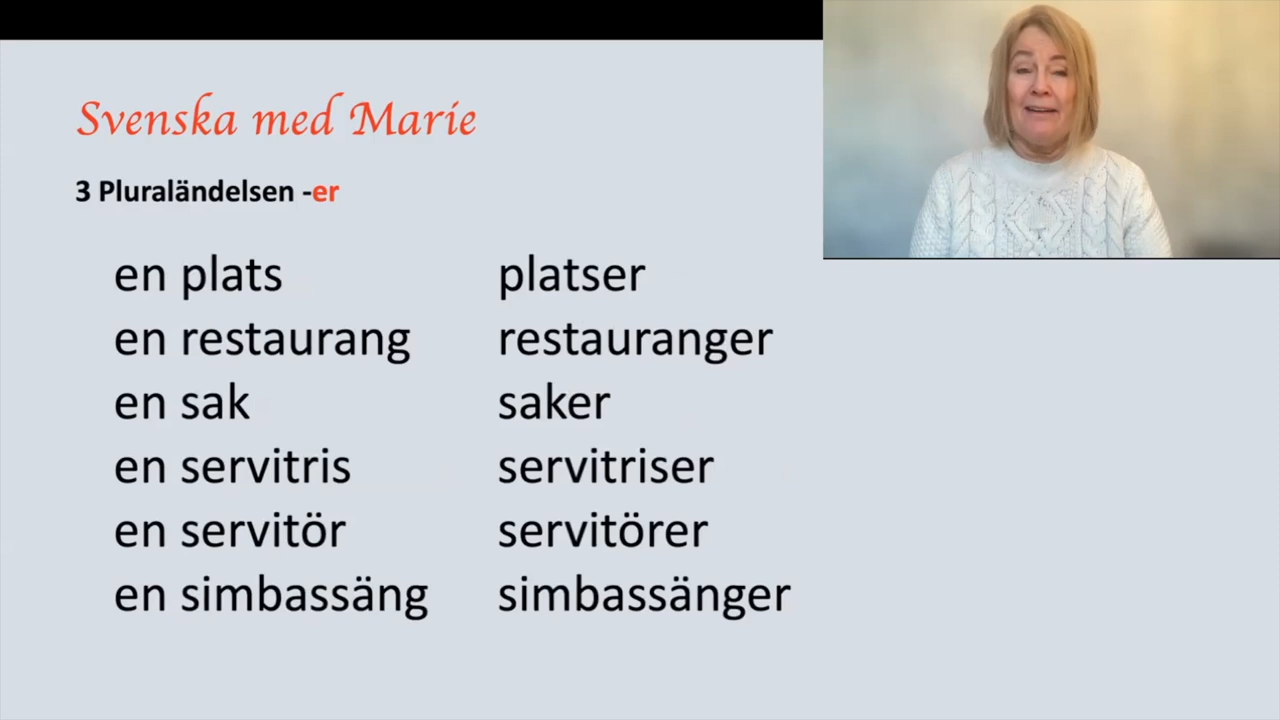 Svenska med Marie
3 Pluraländelsen -er
en plats platser
en restaurang restauranger
en sak saker
en servitris servitriser
en servitör servitörer
en simbassäng simbassänger